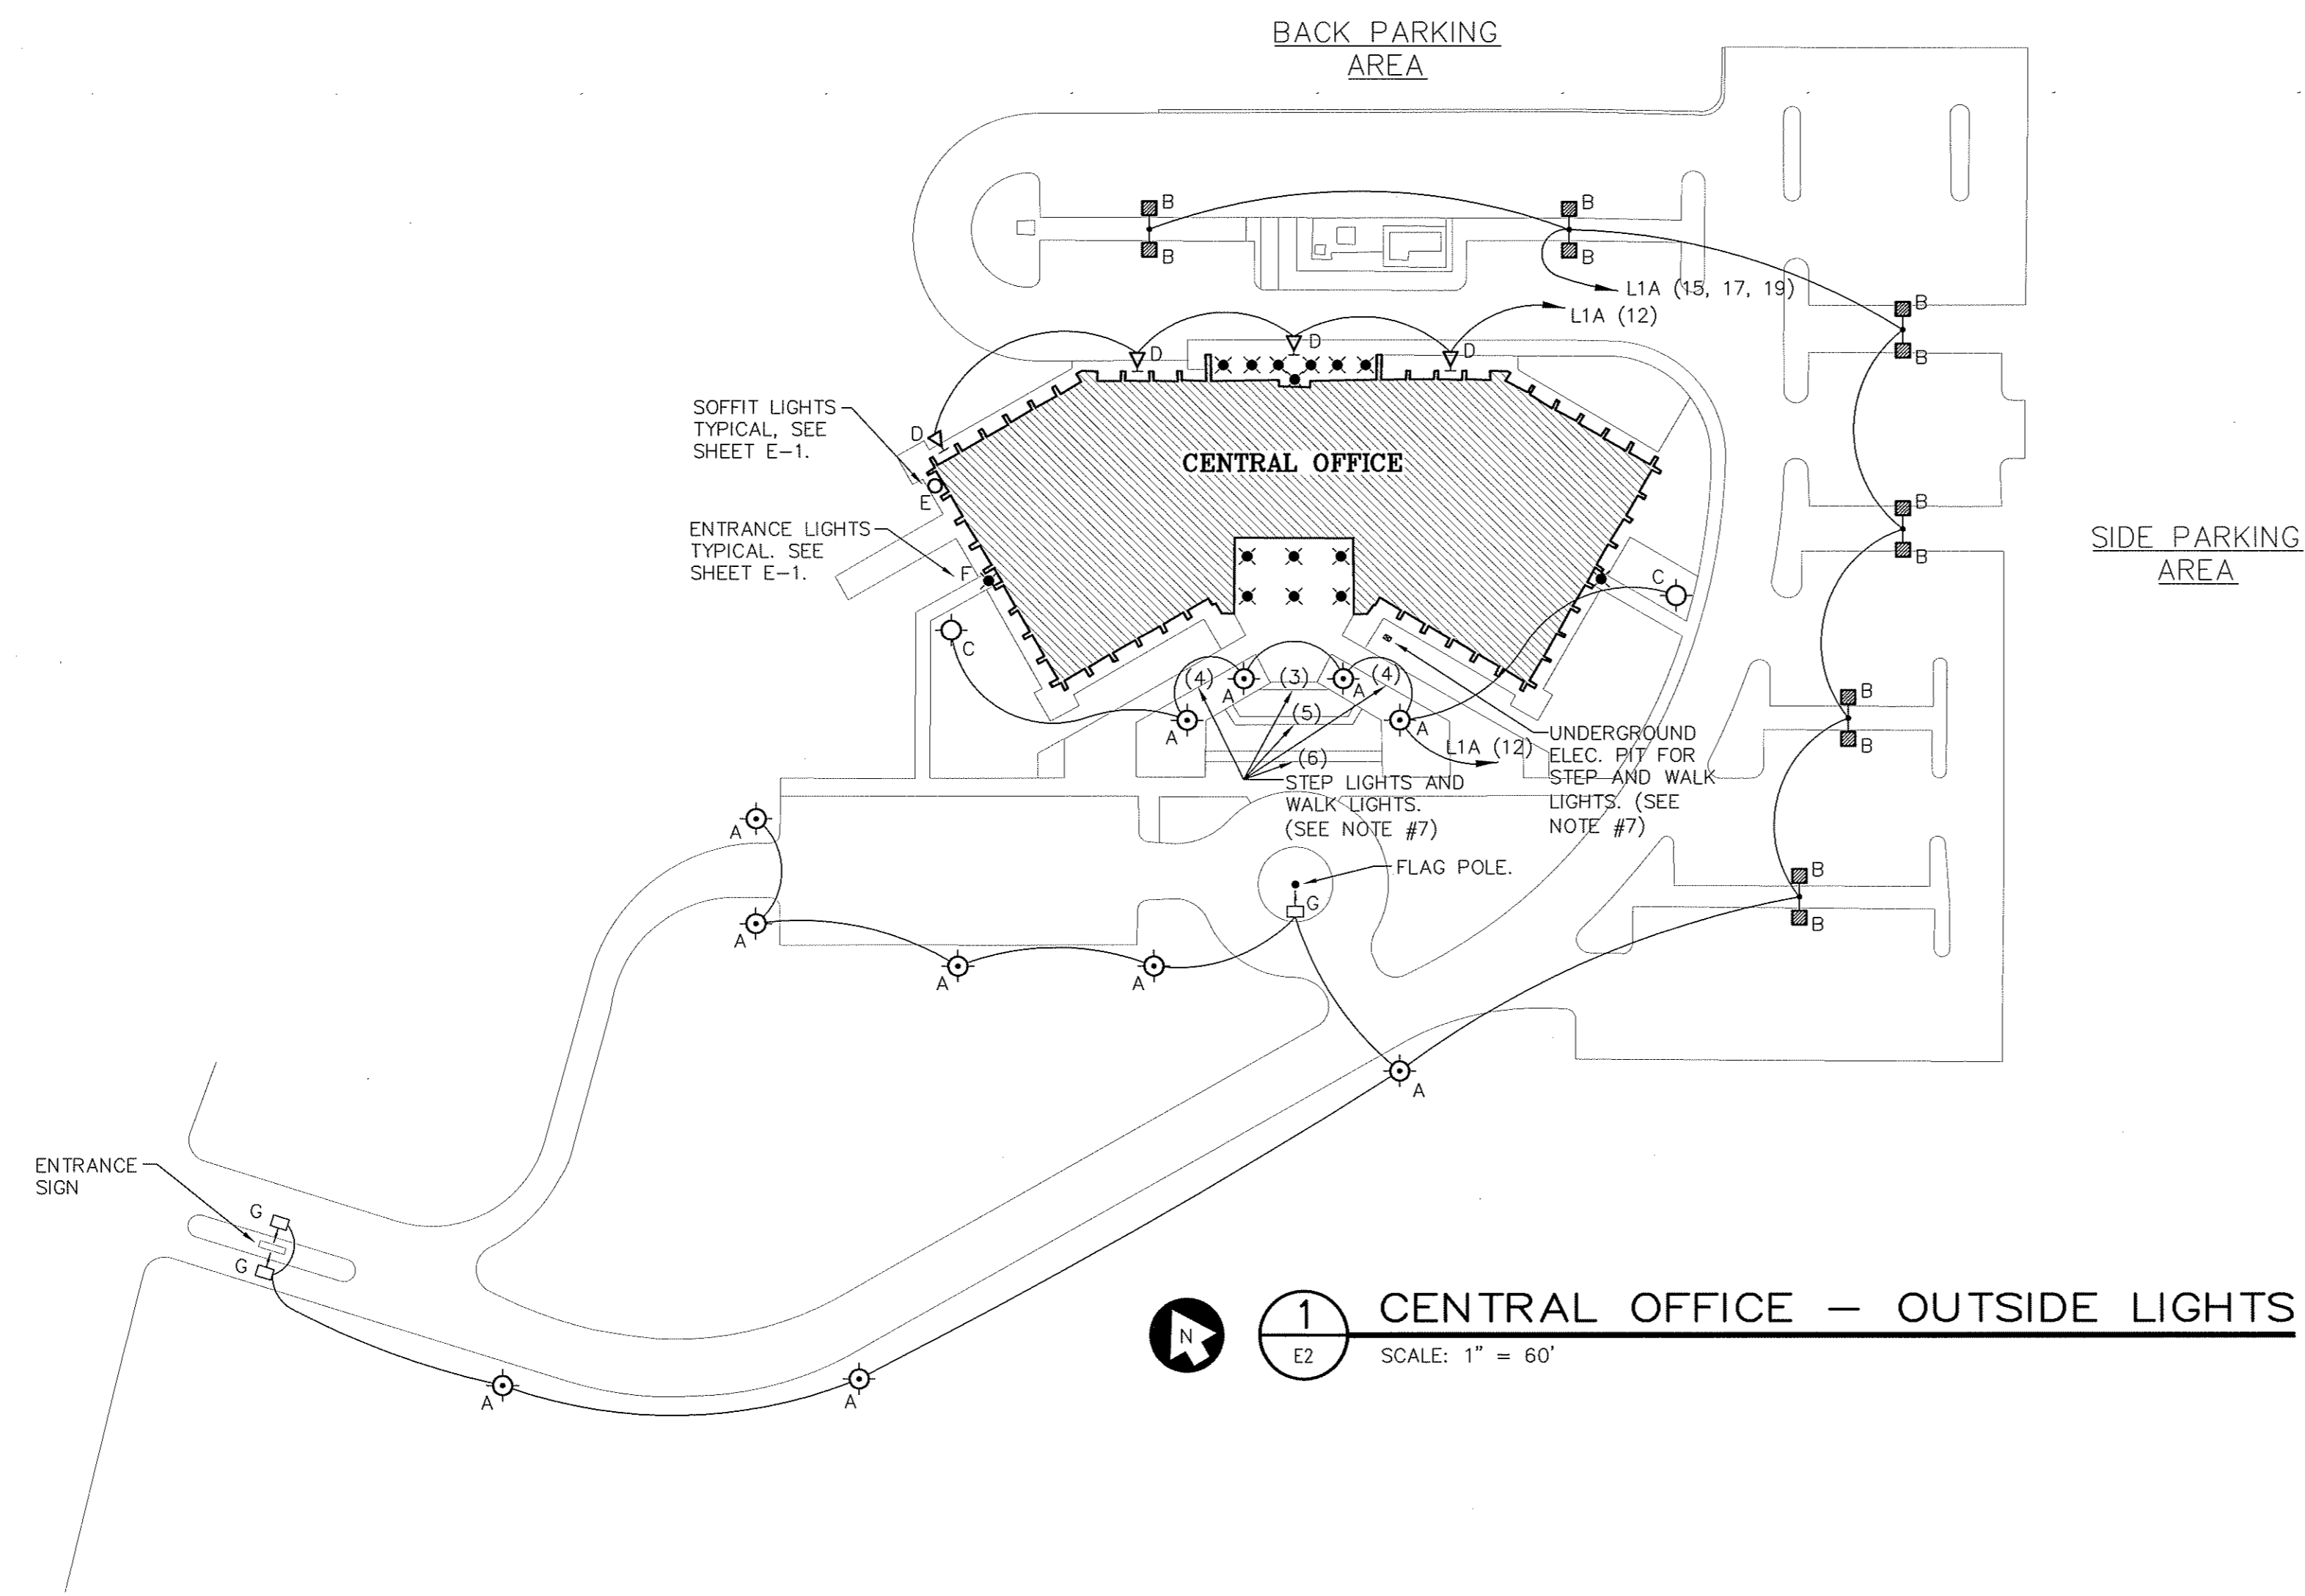 BACK PARKING
AREA
B
B
B
B
L1A (15, 17, 19)
B
B
L1A (12)
D
D
D
D
SOFFIT LIGHTS
TYPICAL, SEE
SHEET E-1.
E
CENTRAL OFFICE
ENTRANCE LIGHTS
TYPICAL. SEE
SHEET E-1.
F
B
B
SIDE PARKING
AREA
C
C
(4)
(3)
(4)
A
A
(5)
A
A
(6)
L1A (12)
UNDERGROUND
ELEC. PIT FOR
STEP AND WALK
LIGHTS. (SEE
NOTE #7)
STEP LIGHTS AND
WALK LIGHTS.
(SEE NOTE #7)
B
B
A
FLAG POLE.
G
B
B
A
A
A
A
ENTRANCE
SIGN
G
G
A
A
N
1
E2
CENTRAL OFFICE — OUTSIDE LIGHTS
SCALE: 1" = 60'